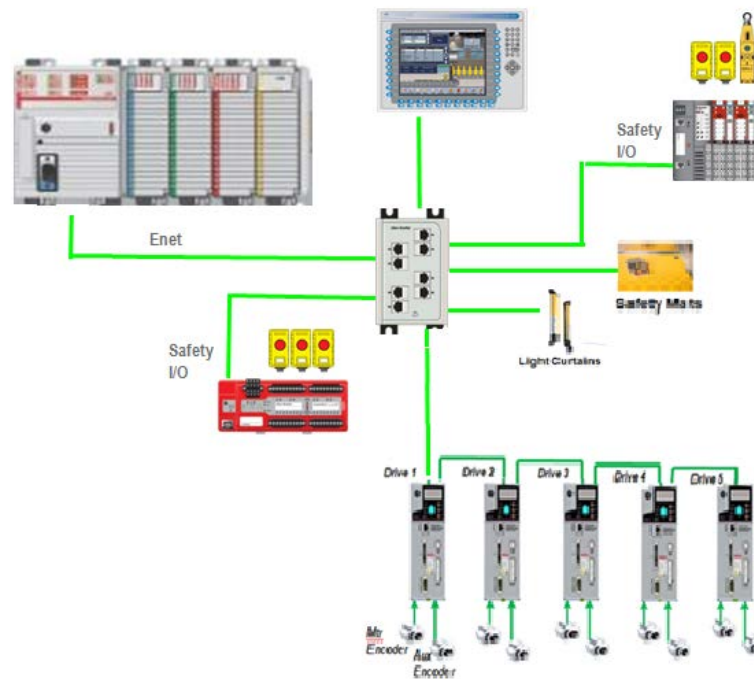 Safety
I/O
Enet
Safety Mats
Light Curtains
Safety
I/O
Drive 1
Drive 2
Drive 3
Drive 4
Drive 5
Mtr
Encoder
Aux
Encoder